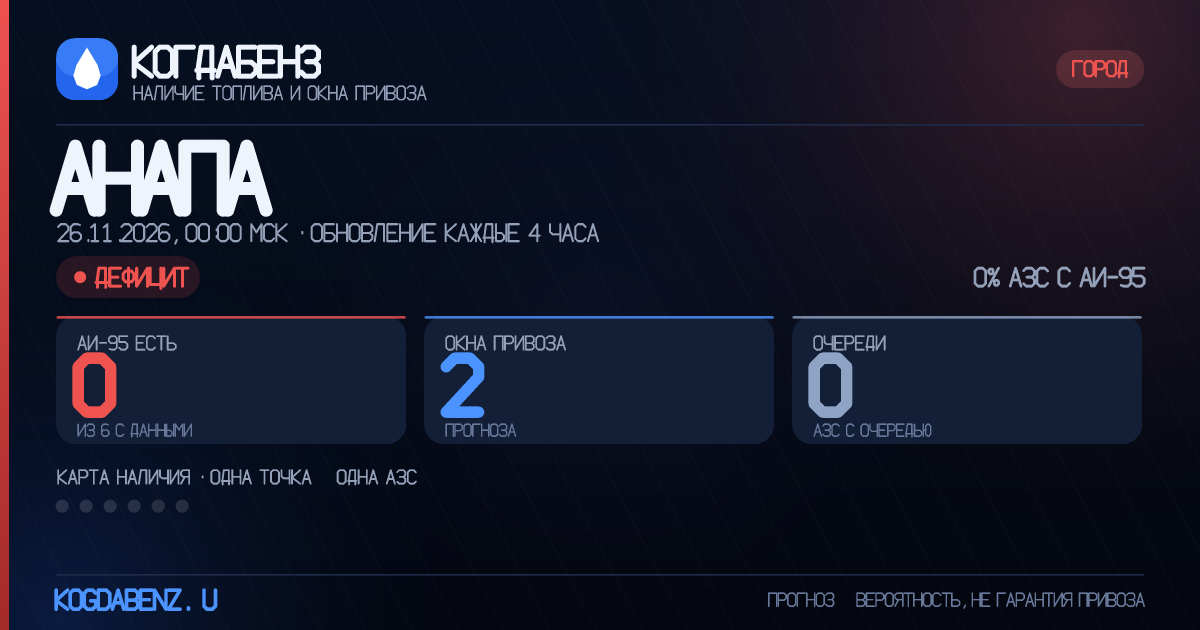 КОГДАБЕНЗ
НАЛИЧИЕ ТОПЛИВА И ОКНА ПРИВОЗА
ГОРОД
АНАПА
26.11.2026, 00:00 МСК · ОБНОВЛЕНИЕ КАЖДЫЕ 4 ЧАСА
ДЕФИЦИТ
0% АЗС С АИ-95
АИ-95 ЕСТЬ
0
ИЗ 6 С ДАННЫМИ
ОКНА ПРИВОЗА
2
ПРОГНОЗА
ОЧЕРЕДИ
0
АЗС С ОЧЕРЕДЬЮ
КАРТА НАЛИЧИЯ · ОДНА ТОЧКА ОДНА АЗС
KOGDABENZ. U
ПРОГНОЗ ВЕРОЯТНОСТЬ, НЕ ГАРАНТИЯ ПРИВОЗА